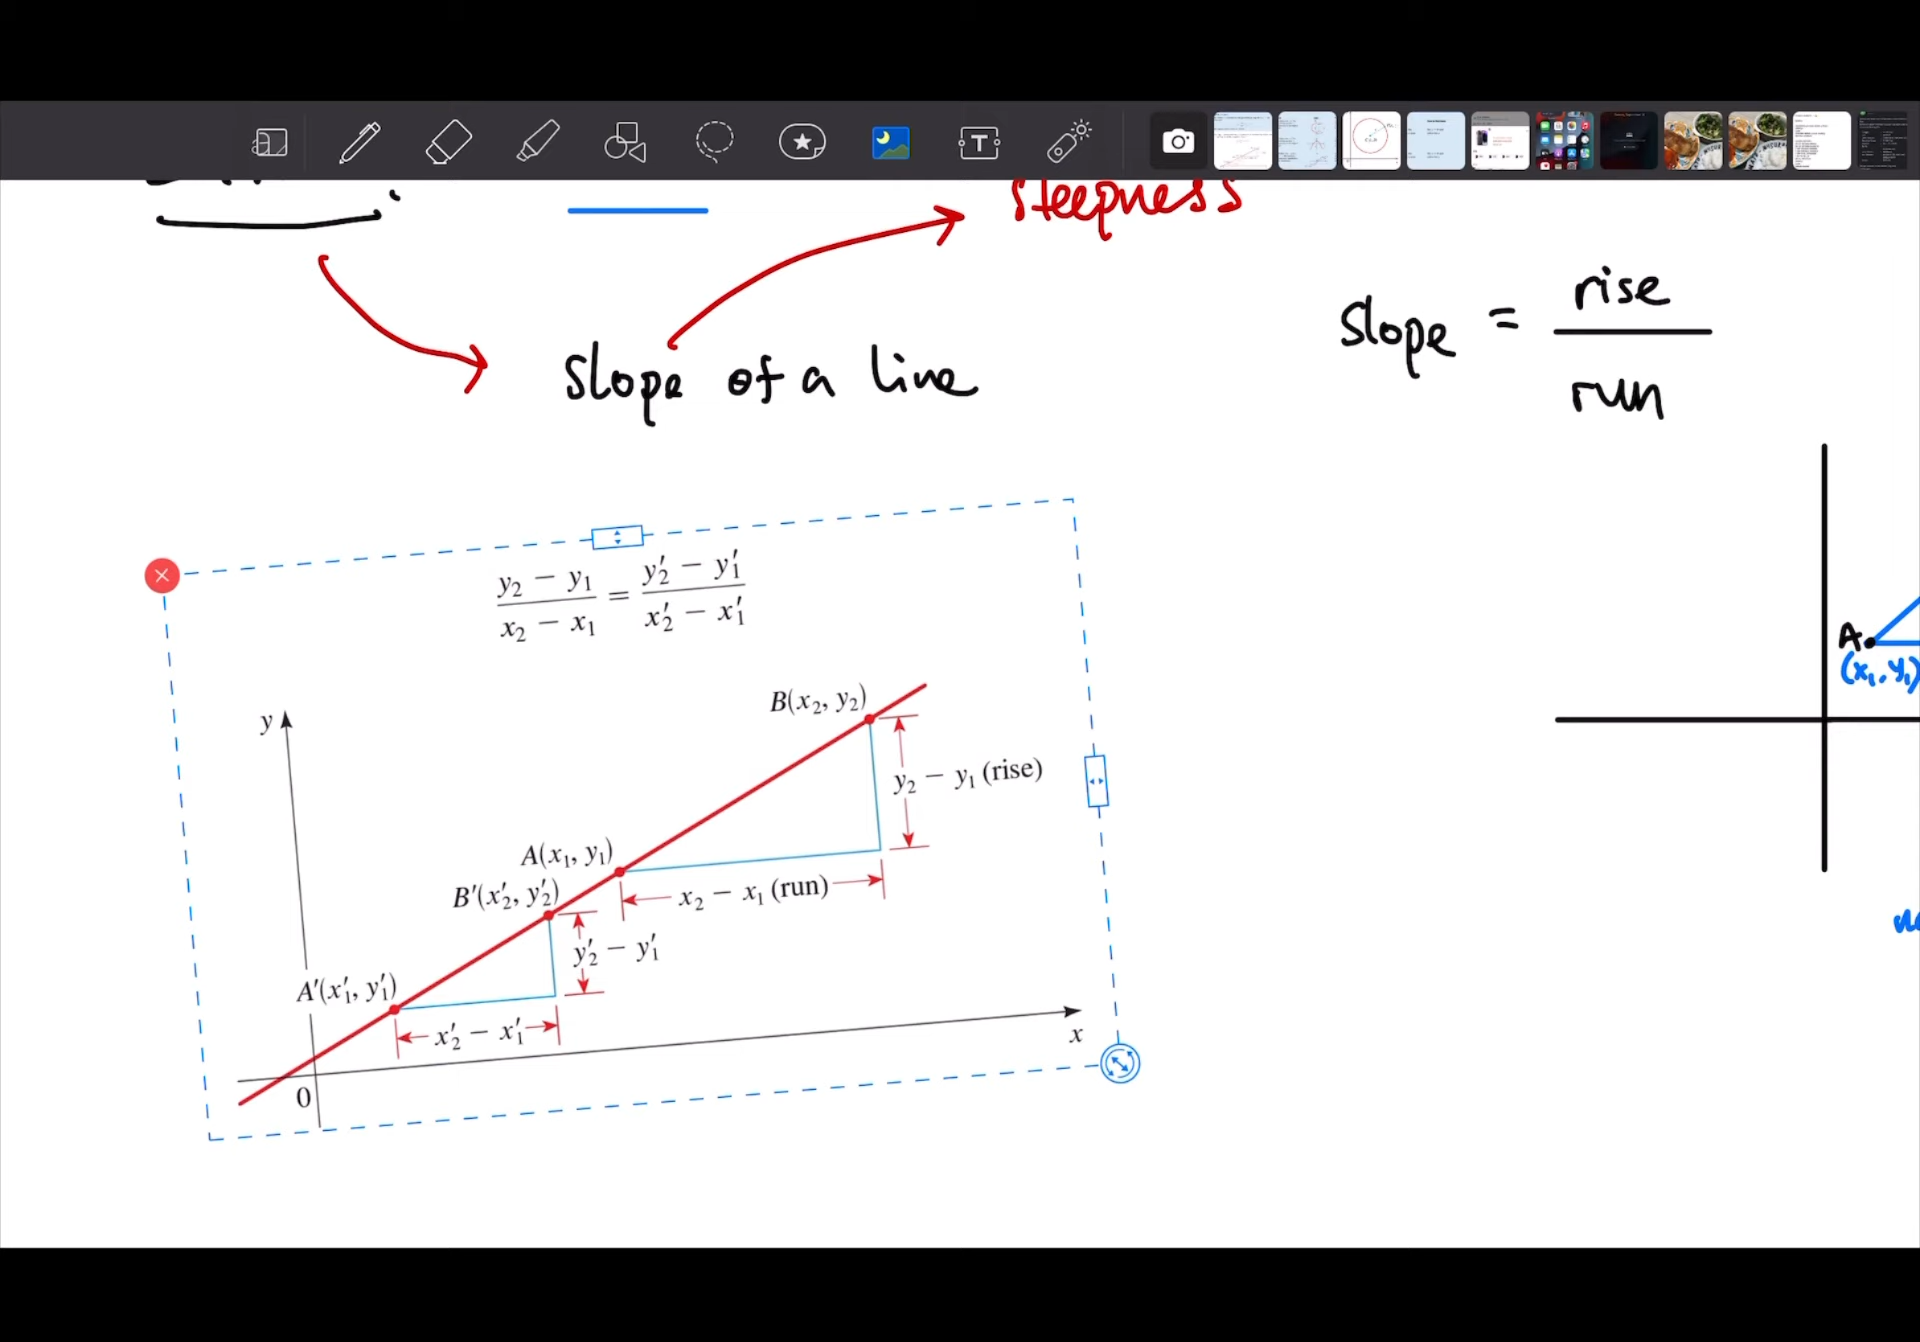 steepness
slope = rise / run
slope of a line
y₂ − y₁ / x₂ − x₁ = y′₂ − y′₁ / x′₂ − x′₁
y
B(x₂, y₂)
y₂ − y₁ (rise)
A(x₁, y₁)
x₂ − x₁ (run)
B′(x′₂, y′₂)
y′₂ − y′₁
A′(x′₁, y′₁)
x′₂ − x′₁
x
0
A
(x₁, y₁)
T